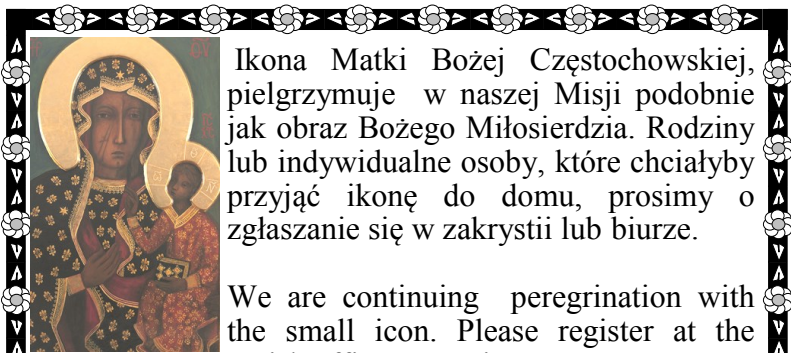 Ikona Matki Bożej Częstochowskiej,
pielgrzymuje w naszej Misji podobnie
jak obraz Bożego Miłosierdzia. Rodziny
lub indywidualne osoby, które chciałyby
przyjąć ikonę do domu, prosimy o
zgłaszanie się w zakrystii lub biurze.
We are continuing peregrination with
the small icon. Please register at the